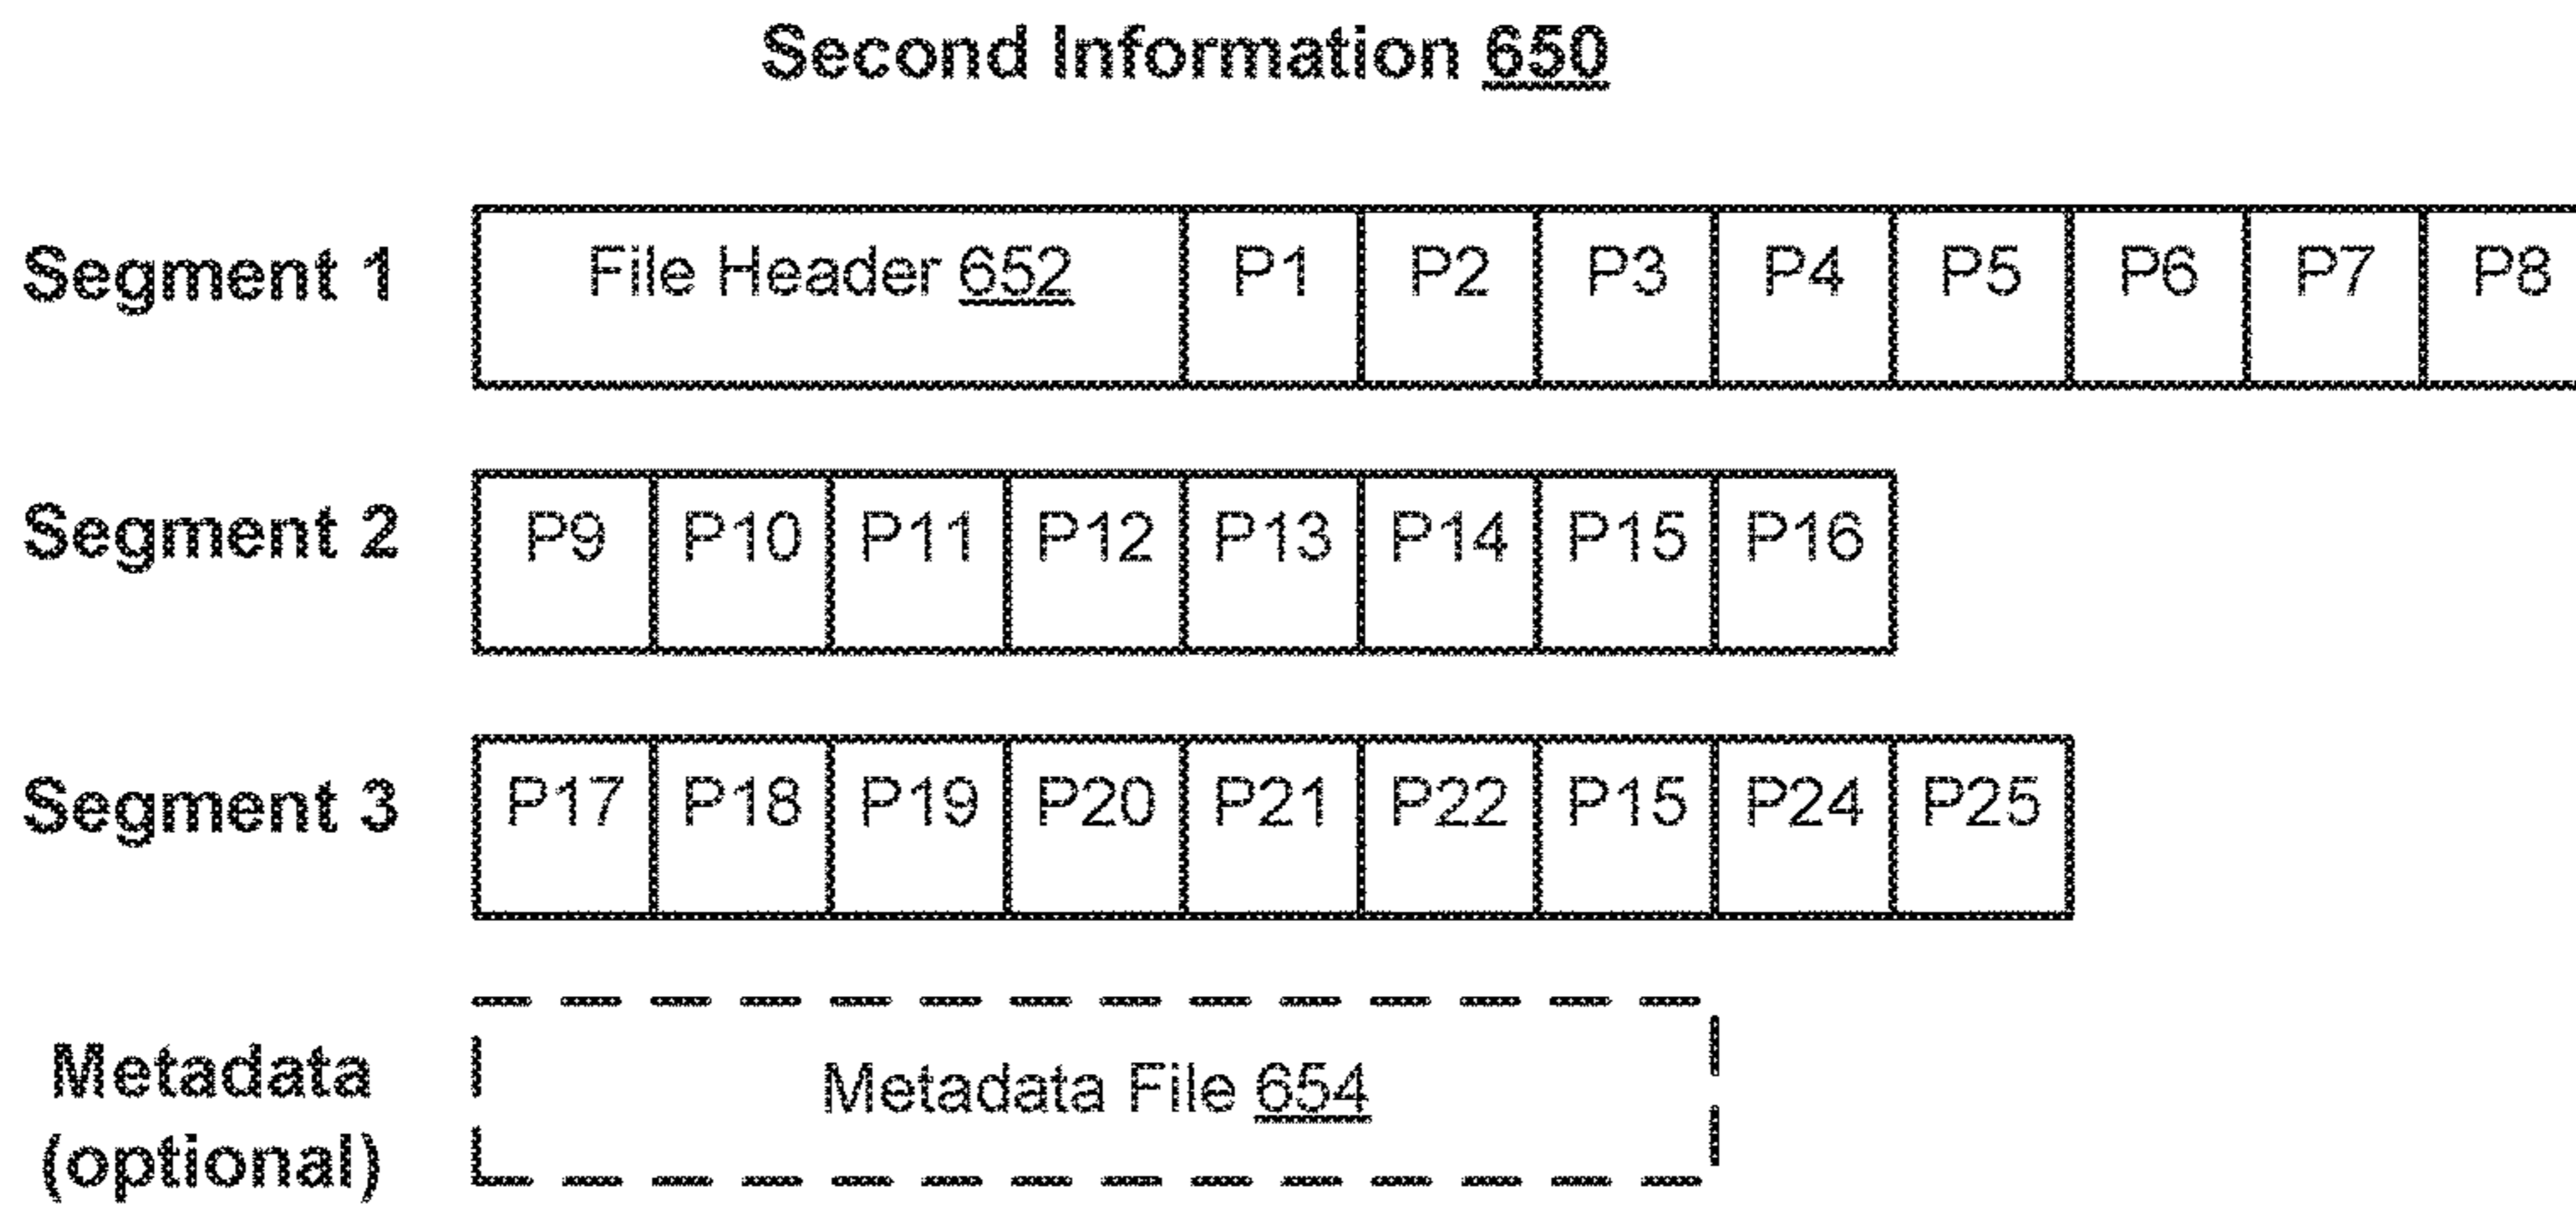 Second Information 650
Segment 1 File Header 652 P1 P2 P3 P4 P5 P6 P7 P8
Segment 2 P9 P10 P11 P12 P13 P14 P15 P16
Segment 3 P17 P18 P19 P20 P21 P22 P15 P24 P25
Metadata
(optional)
Metadata File 654